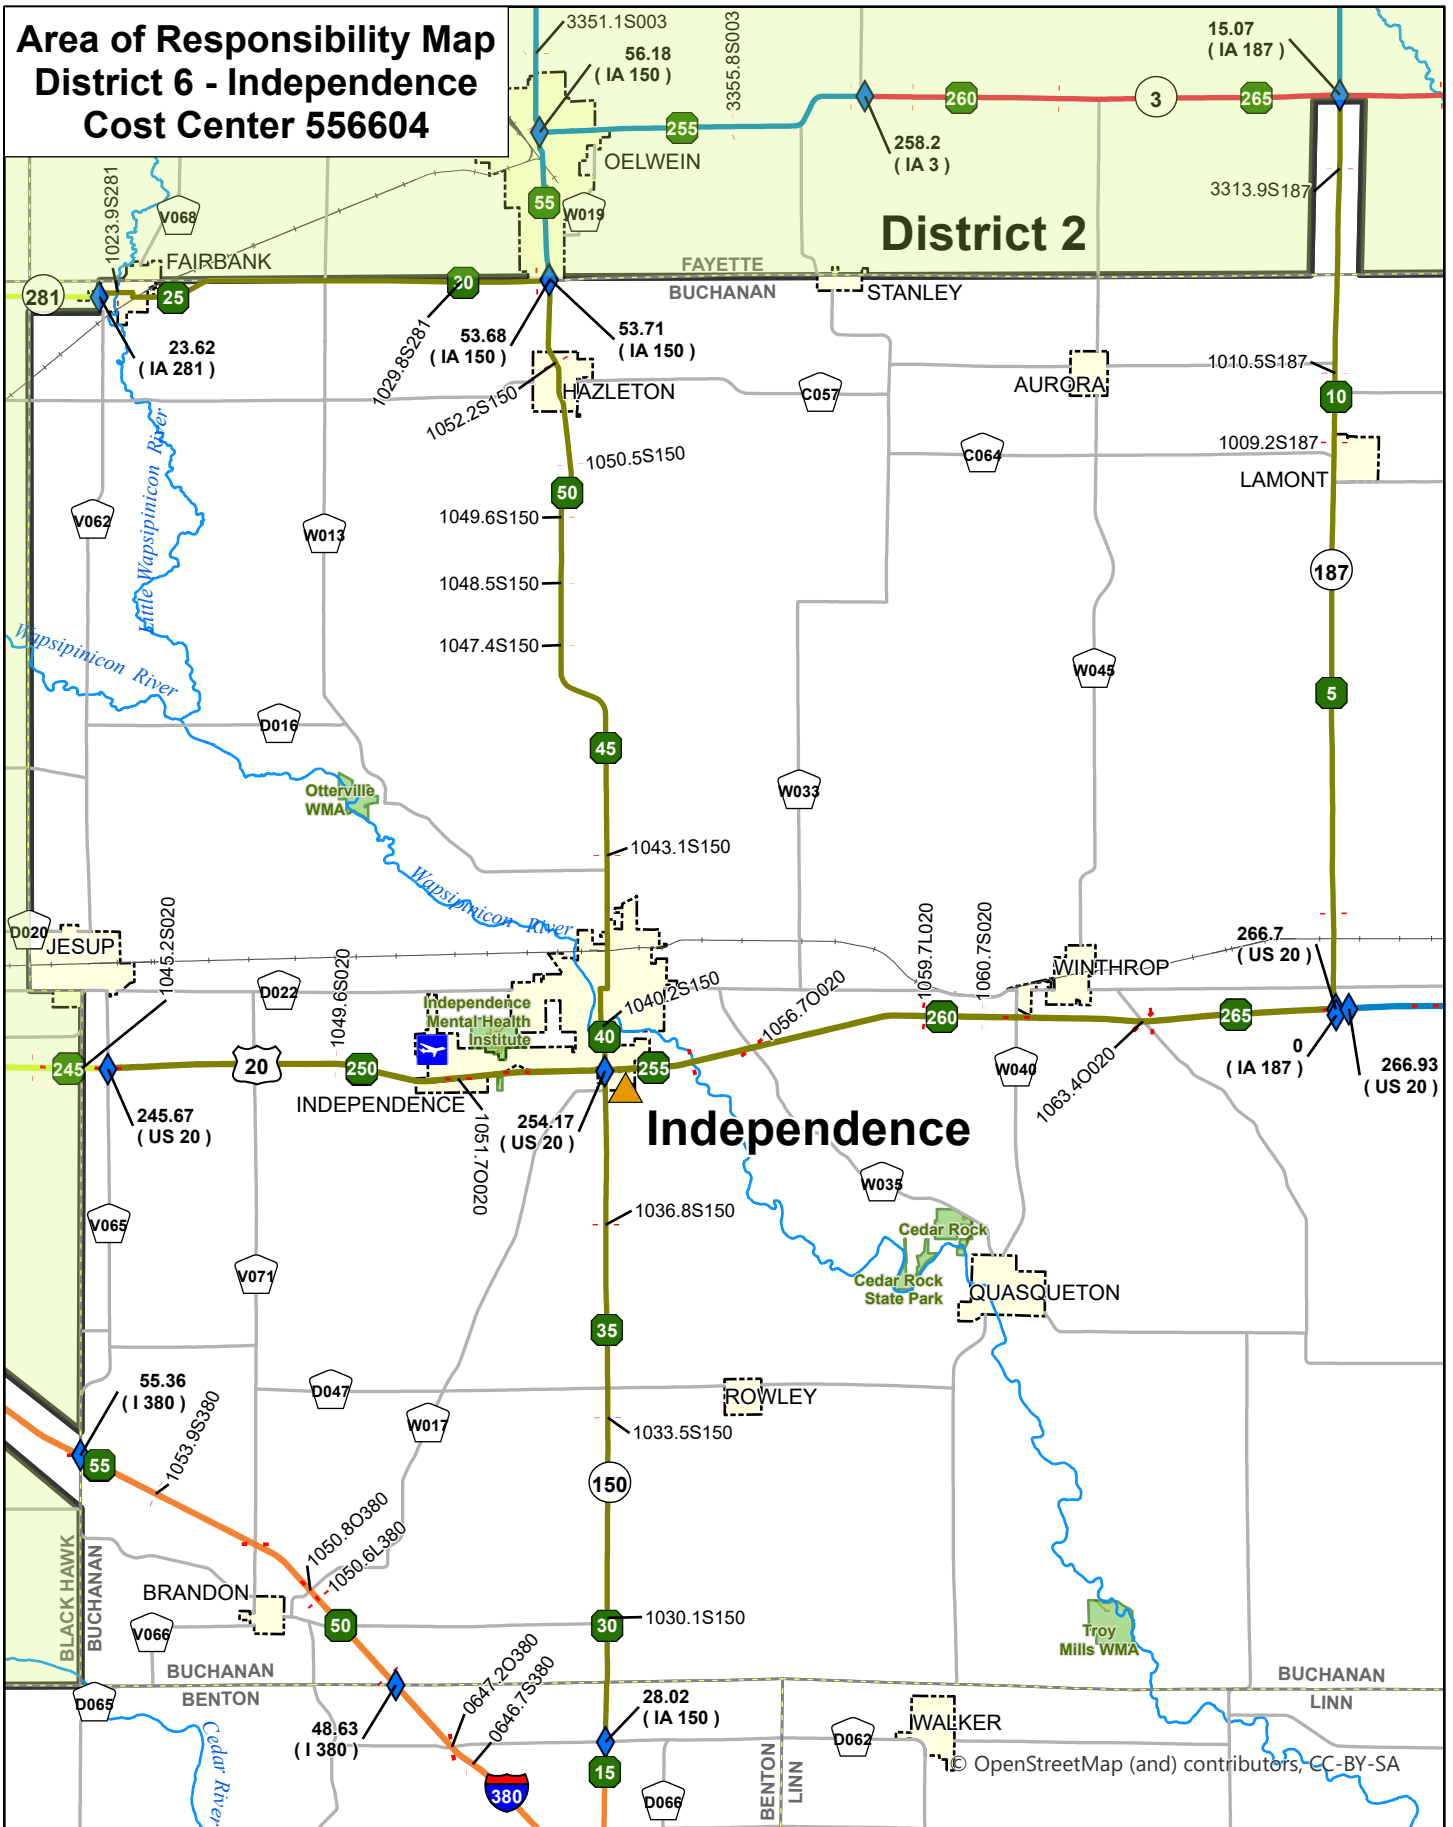 Area of Responsibility Map
District 6 - Independence
Cost Center 556604
3351.1S003
56.18
( IA 150 )
3355.8S003
15.07
( IA 187 )
260
3
265
255
258.2
( IA 3 )
OELWEIN
1023.9S281
V068
55
W019
3313.9S187
District 2
FAIRBANK
FAYETTE
BUCHANAN
STANLEY
281
25
30
23.62
( IA 281 )
1029.8S281
53.68
( IA 150 )
53.71
( IA 150 )
HAZLETON
1052.2S150
C057
AURORA
1010.5S187
10
1050.5S150
C064
1009.2S187
LAMONT
Little Wapsipinicon River
50
V062
W013
1049.6S150
1048.5S150
187
1047.4S150
Wapsipinicon River
W045
5
D016
45
Otterville
WMA
W033
1043.1S150
Wapsipinicon River
D020
JESUP
1045.2S020
1049.6S020
D022
1059.7L020
1060.7S020
266.7
( US 20 )
WINTHROP
Independence
Mental Health
Institute
1040.2S150
1056.7O020
40
260
265
245
20
250
255
W040
1063.4O020
0
( IA 187 )
266.93
( US 20 )
INDEPENDENCE
245.67
( US 20 )
1051.7O020
254.17
( US 20 )
Independence
W035
V065
1036.8S150
Cedar Rock
V071
Cedar Rock
State Park
QUASQUETON
35
55.36
( I 380 )
D047
ROWLEY
1053.9S380
W017
1033.5S150
55
150
1050.8O380
1050.6L380
BLACK HAWK
BUCHANAN
BRANDON
V066
50
30
1030.1S150
Troy
Mills WMA
BUCHANAN
BENTON
BUCHANAN
LINN
D065
48.63
( I 380 )
0647.2O380
0646.7S380
28.02
( IA 150 )
WALKER
D062
Cedar River
15
380
D066
BENTON
LINN
© OpenStreetMap (and) contributors, CC-BY-SA